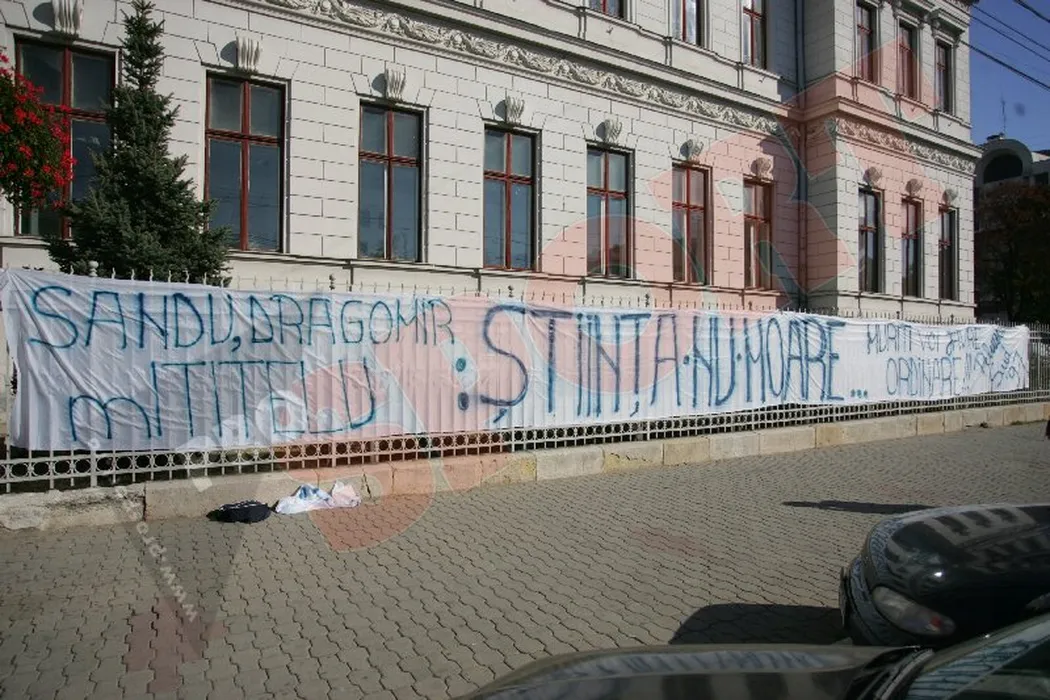 SANDU, DRAGOMIR
mITITELU :
ȘTIINȚA·NU·MOARE...
MURIȚI VOI
ORDINARE!!